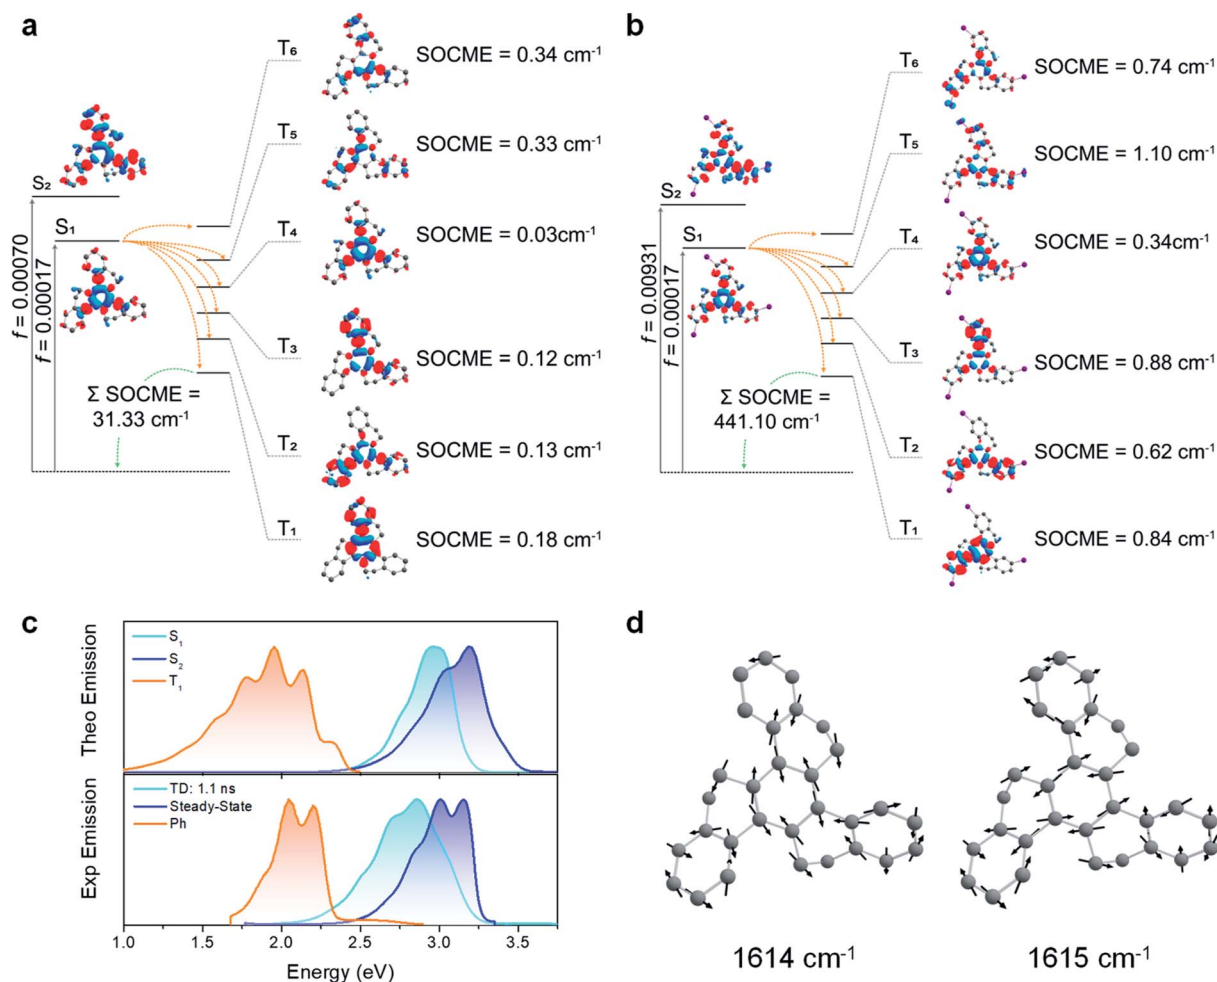 a
T6
SOCME = 0.34 cm-1
T5
SOCME = 0.33 cm-1
S2
S1
T4
SOCME = 0.03cm-1
f = 0.00070
f = 0.00017
T3
SOCME = 0.12 cm-1
Σ SOCME =
31.33 cm-1
T2
SOCME = 0.13 cm-1
T1
SOCME = 0.18 cm-1
b
T6
SOCME = 0.74 cm-1
T5
SOCME = 1.10 cm-1
S2
S1
T4
SOCME = 0.34cm-1
f = 0.00931
f = 0.00017
T3
SOCME = 0.88 cm-1
Σ SOCME =
441.10 cm-1
T2
SOCME = 0.62 cm-1
T1
SOCME = 0.84 cm-1
c
Theo Emission
S1
S2
T1
Exp Emission
TD: 1.1 ns
Steady-State
Ph
1.0 1.5 2.0 2.5 3.0 3.5
Energy (eV)
d
1614 cm-1
1615 cm-1